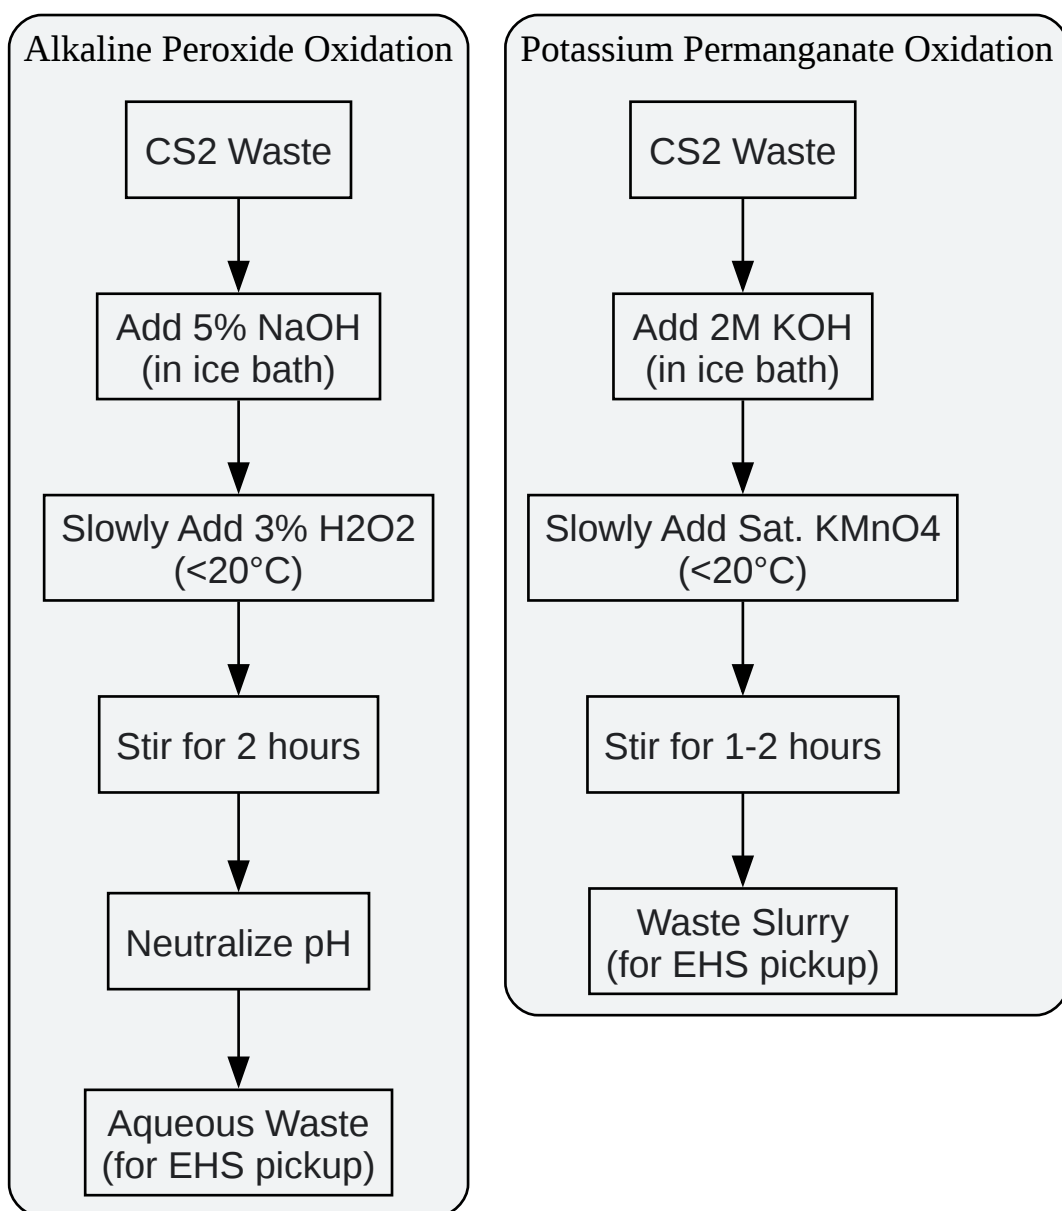 Alkaline Peroxide Oxidation
CS2 Waste
Add 5% NaOH
(in ice bath)
Slowly Add 3% H2O2
(<20°C)
Stir for 2 hours
Neutralize pH
Aqueous Waste
(for EHS pickup)
Potassium Permanganate Oxidation
CS2 Waste
Add 2M KOH
(in ice bath)
Slowly Add Sat. KMnO4
(<20°C)
Stir for 1-2 hours
Waste Slurry
(for EHS pickup)